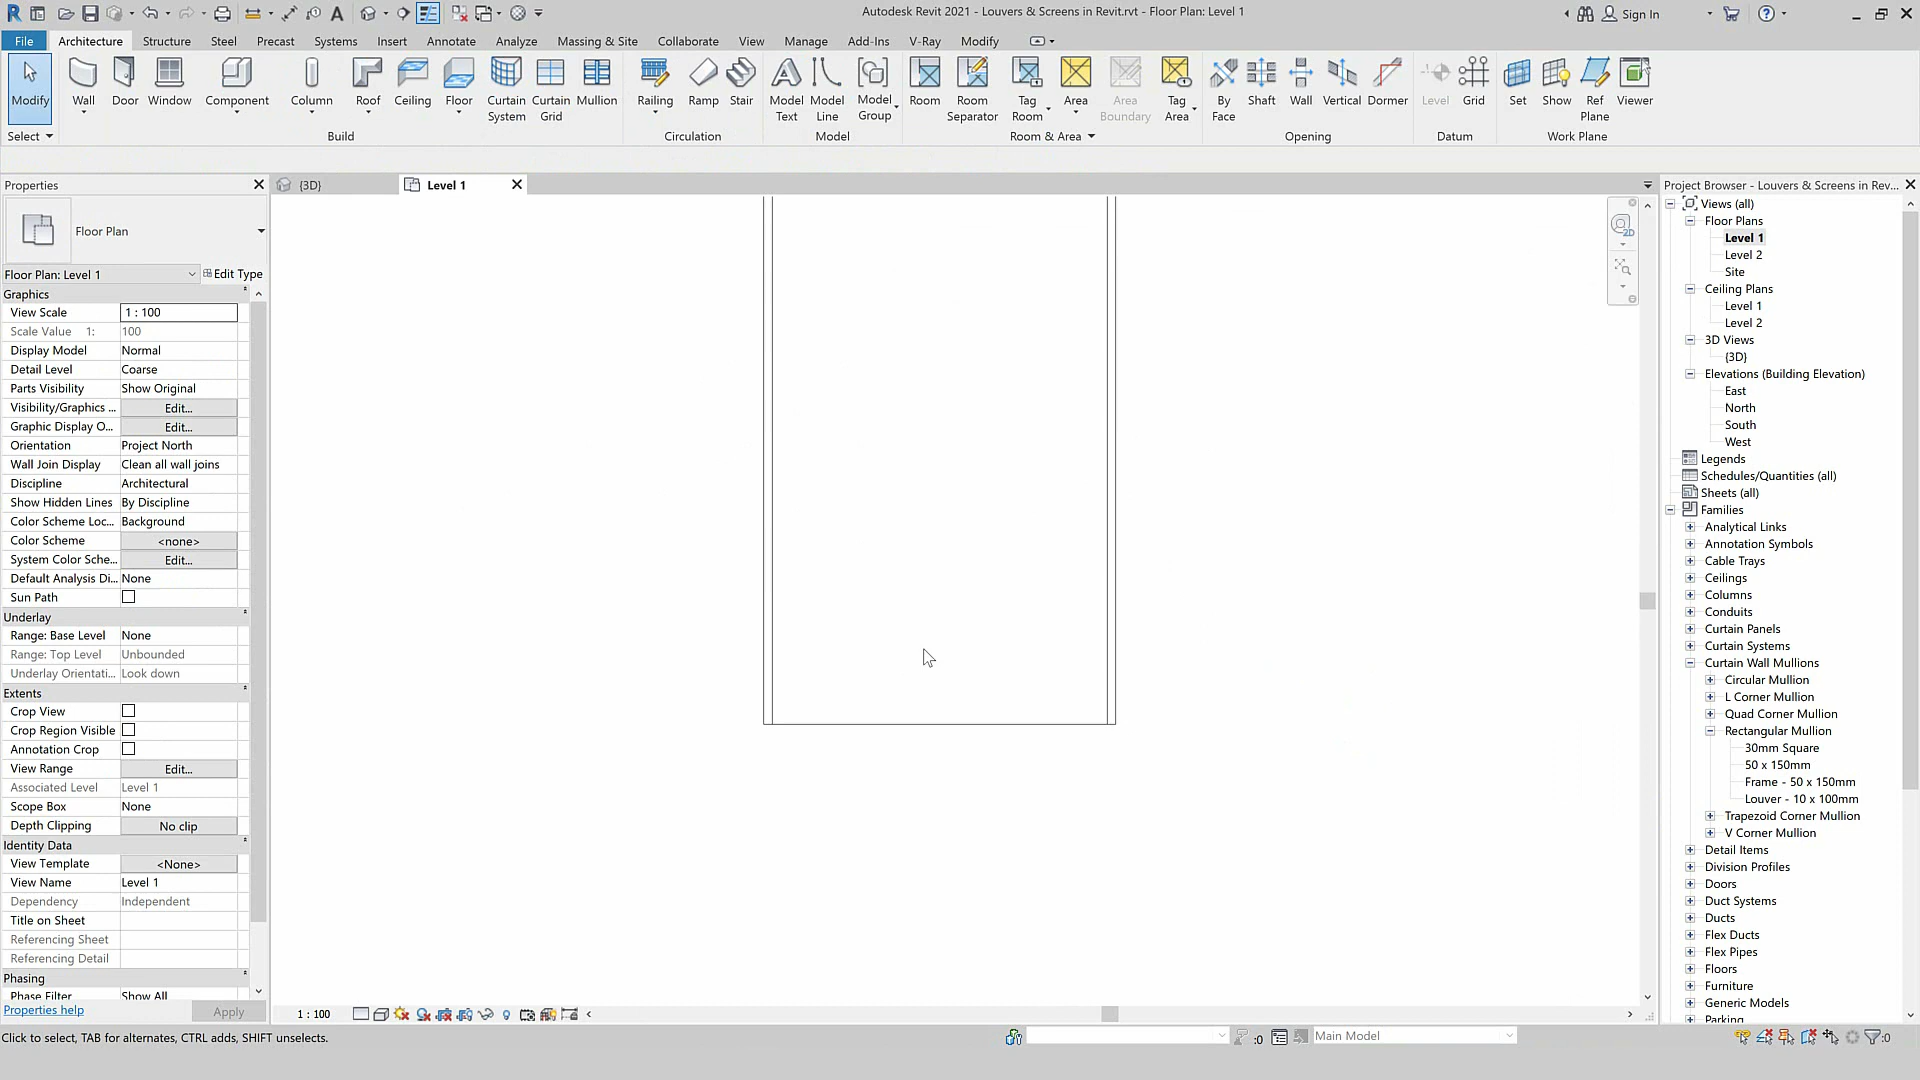 Autodesk Revit 2021 - Louvers & Screens in Revit.rvt - Floor Plan: Level 1
Sign In
File Architecture Structure Steel Precast Systems Insert Annotate Analyze Massing & Site Collaborate View Manage Add-Ins V-Ray Modify
Modify Wall Door Window Component Column Roof Ceiling Floor Curtain System Curtain Grid Mullion Railing Ramp Stair Model Text Model Line Model Group Room Room Separator Tag Room Area Area Boundary Tag Area By Face Shaft Wall Vertical Dormer Level Grid Set Show Ref Plane Viewer
Select Build Circulation Model Room & Area Opening Datum Work Plane
Properties
{3D}
Level 1
Project Browser - Louvers & Screens in Rev...
Floor Plan
Floor Plan: Level 1
Edit Type
Graphics
View Scale 1 : 100
Scale Value 1: 100
Display Model Normal
Detail Level Coarse
Parts Visibility Show Original
Visibility/Graphics ... Edit...
Graphic Display O... Edit...
Orientation Project North
Wall Join Display Clean all wall joins
Discipline Architectural
Show Hidden Lines By Discipline
Color Scheme Loc... Background
Color Scheme <none>
System Color Sche... Edit...
Default Analysis Di... None
Sun Path
Underlay
Range: Base Level None
Range: Top Level Unbounded
Underlay Orientati... Look down
Extents
Crop View
Crop Region Visible
Annotation Crop
View Range Edit...
Associated Level Level 1
Scope Box None
Depth Clipping No clip
Identity Data
View Template <None>
View Name Level 1
Dependency Independent
Title on Sheet
Referencing Sheet
Referencing Detail
Phasing
Phase Filter Show All
Properties help
Apply
2D
Views (all)
Floor Plans
Level 1
Level 2
Site
Ceiling Plans
Level 1
Level 2
3D Views
{3D}
Elevations (Building Elevation)
East
North
South
West
Legends
Schedules/Quantities (all)
Sheets (all)
Families
Analytical Links
Annotation Symbols
Cable Trays
Ceilings
Columns
Conduits
Curtain Panels
Curtain Systems
Curtain Wall Mullions
Circular Mullion
L Corner Mullion
Quad Corner Mullion
Rectangular Mullion
30mm Square
50 x 150mm
Frame - 50 x 150mm
Louver - 10 x 100mm
Trapezoid Corner Mullion
V Corner Mullion
Detail Items
Division Profiles
Doors
Duct Systems
Ducts
Flex Ducts
Flex Pipes
Floors
Furniture
Generic Models
Parking
1 : 100
Click to select, TAB for alternates, CTRL adds, SHIFT unselects.
:0
Main Model
:0